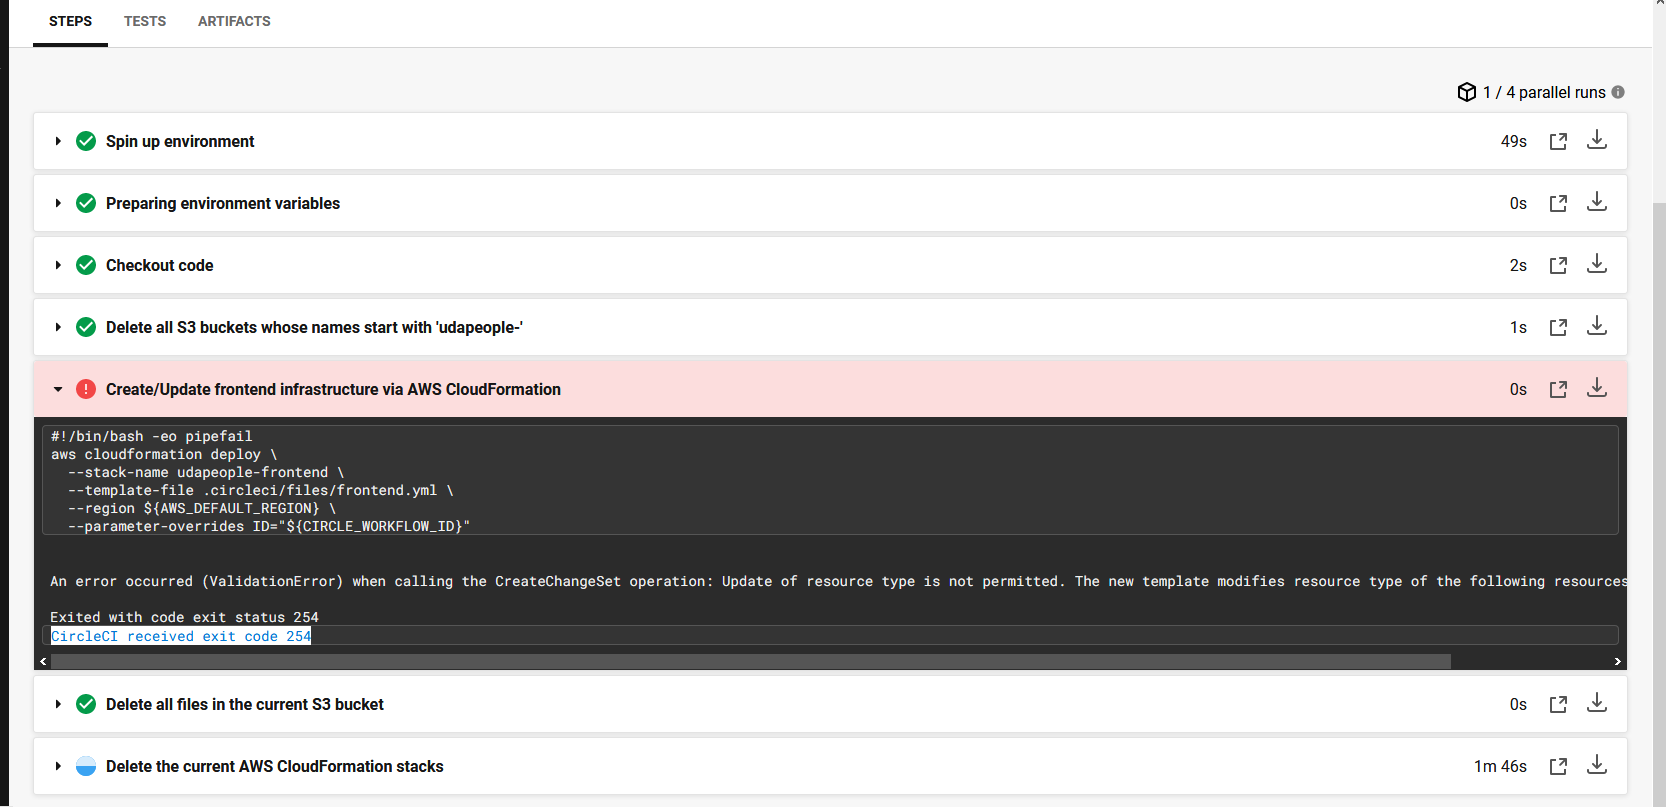 STEPS TESTS ARTIFACTS
1 / 4 parallel runs
Spin up environment 49s
Preparing environment variables 0s
Checkout code 2s
Delete all S3 buckets whose names start with 'udapeople-' 1s
Create/Update frontend infrastructure via AWS CloudFormation 0s
#!/bin/bash -eo pipefail
aws cloudformation deploy \
--stack-name udapeople-frontend \
--template-file .circleci/files/frontend.yml \
--region ${AWS_DEFAULT_REGION} \
--parameter-overrides ID="${CIRCLE_WORKFLOW_ID}"
An error occurred (ValidationError) when calling the CreateChangeSet operation: Update of resource type is not permitted. The new template modifies resource type of the following resources
Exited with code exit status 254
CircleCI received exit code 254
Delete all files in the current S3 bucket 0s
Delete the current AWS CloudFormation stacks 1m 46s